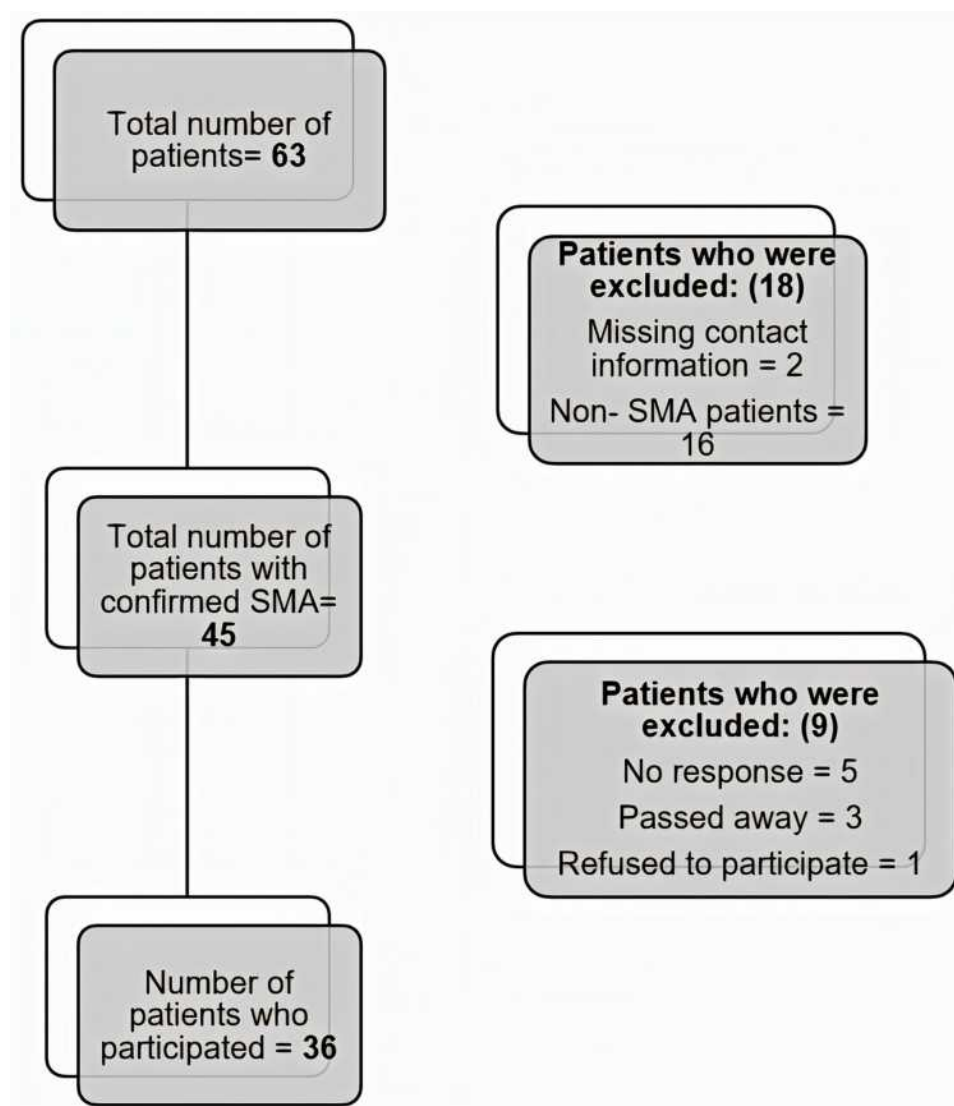 Total number of
patients= 63
Patients who were
excluded: (18)
Missing contact
information = 2
Non- SMA patients =
16
Total number of
patients with
confirmed SMA=
45
Patients who were
excluded: (9)
No response = 5
Passed away = 3
Refused to participate = 1
Number of
patients who
participated = 36